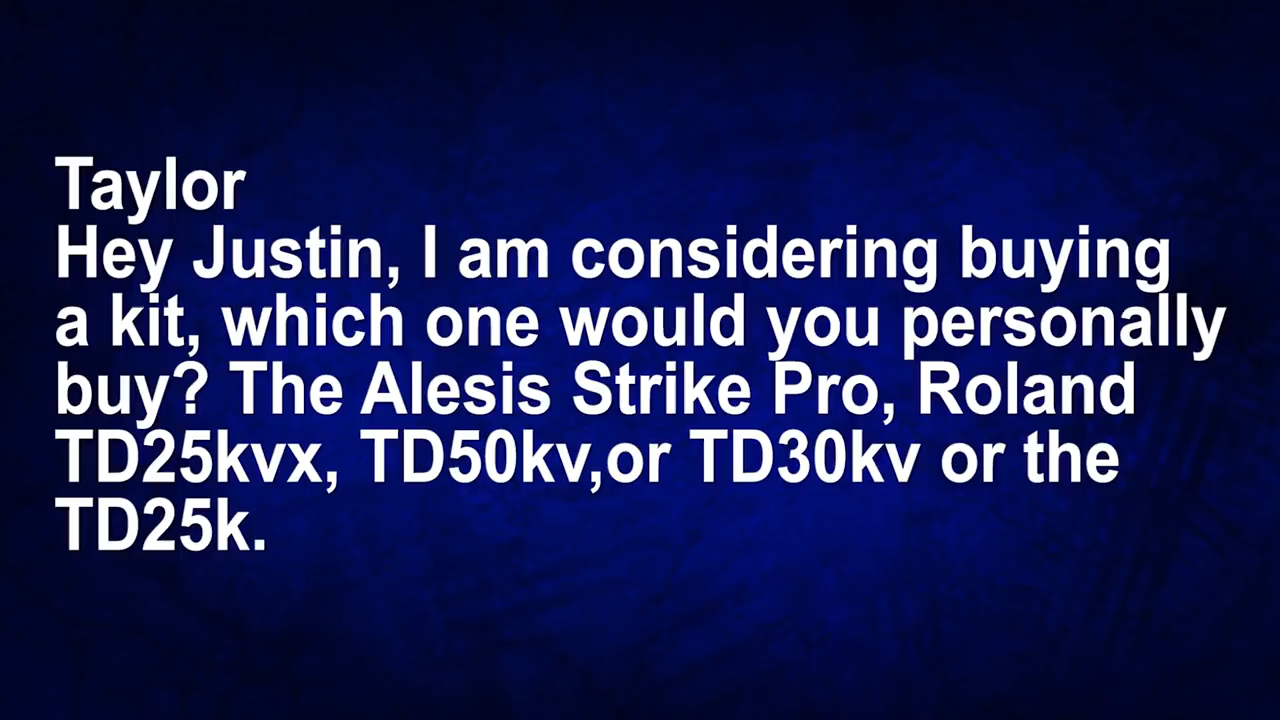 Taylor
Hey Justin, I am considering buying
a kit, which one would you personally
buy? The Alesis Strike Pro, Roland
TD25kvx, TD50kv,or TD30kv or the
TD25k.